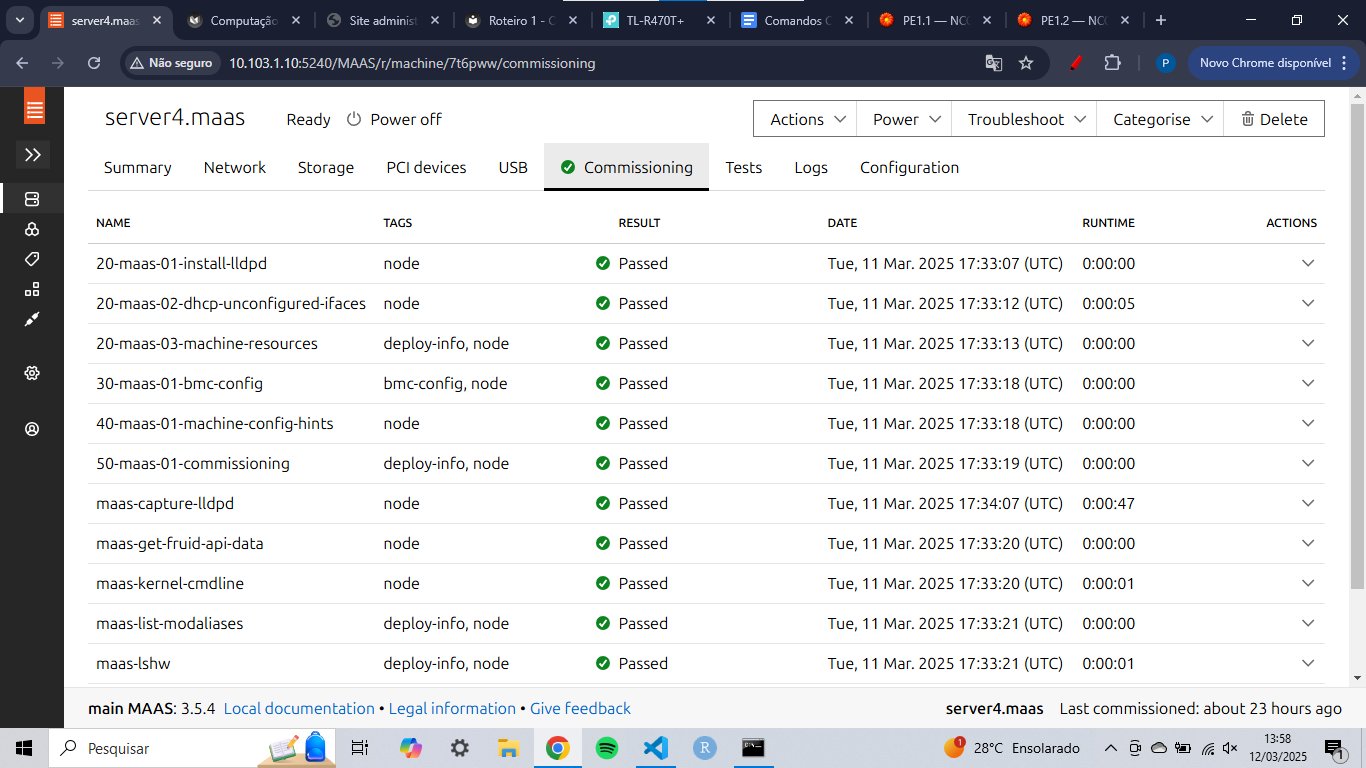 server4.maas
Computação
Site administ
Roteiro 1 - C
TL-R470T+
Comandos C
PE1.1 — NCC
PE1.2 — NCC
Não seguro
10.103.1.10:5240/MAAS/r/machine/7t6pww/commissioning
P
Novo Chrome disponível
server4.maas Ready Power off
Actions Power Troubleshoot Categorise Delete
Summary Network Storage PCI devices USB Commissioning Tests Logs Configuration
NAME TAGS RESULT DATE RUNTIME ACTIONS
20-maas-01-install-lldpd node Passed Tue, 11 Mar. 2025 17:33:07 (UTC) 0:00:00
20-maas-02-dhcp-unconfigured-ifaces node Passed Tue, 11 Mar. 2025 17:33:12 (UTC) 0:00:05
20-maas-03-machine-resources deploy-info, node Passed Tue, 11 Mar. 2025 17:33:13 (UTC) 0:00:00
30-maas-01-bmc-config bmc-config, node Passed Tue, 11 Mar. 2025 17:33:18 (UTC) 0:00:00
40-maas-01-machine-config-hints node Passed Tue, 11 Mar. 2025 17:33:18 (UTC) 0:00:00
50-maas-01-commissioning deploy-info, node Passed Tue, 11 Mar. 2025 17:33:19 (UTC) 0:00:00
maas-capture-lldpd node Passed Tue, 11 Mar. 2025 17:34:07 (UTC) 0:00:47
maas-get-fruid-api-data node Passed Tue, 11 Mar. 2025 17:33:20 (UTC) 0:00:00
maas-kernel-cmdline node Passed Tue, 11 Mar. 2025 17:33:20 (UTC) 0:00:01
maas-list-modaliases deploy-info, node Passed Tue, 11 Mar. 2025 17:33:21 (UTC) 0:00:00
maas-lshw deploy-info, node Passed Tue, 11 Mar. 2025 17:33:21 (UTC) 0:00:01
main MAAS: 3.5.4 Local documentation • Legal information • Give feedback
server4.maas Last commissioned: about 23 hours ago
Pesquisar
R
1
28°C Ensolarado
13:58
12/03/2025
1